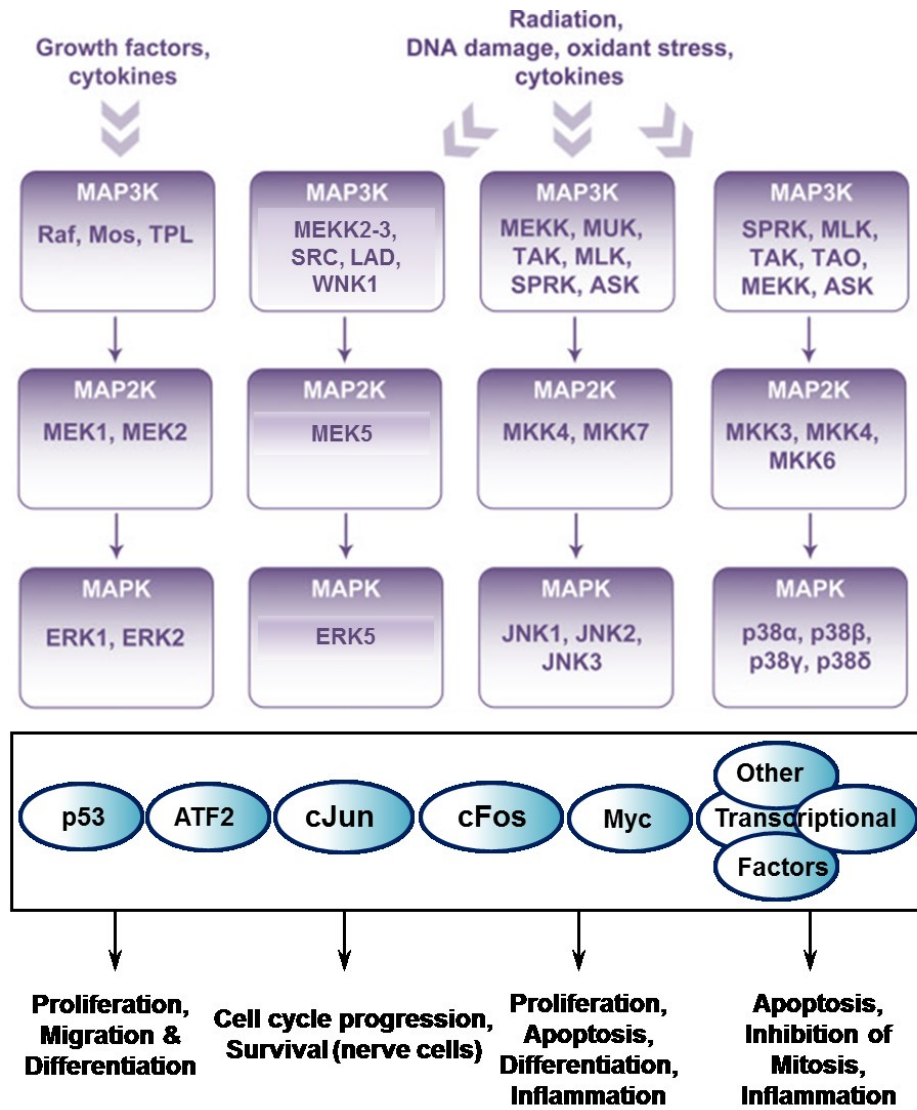 Growth factors,
cytokines
Radiation,
DNA damage, oxidant stress,
cytokines
MAP3K
Raf, Mos, TPL
MAP3K
MEKK2-3,
SRC, LAD,
WNK1
MAP3K
MEKK, MUK,
TAK, MLK,
SPRK, ASK
MAP3K
SPRK, MLK,
TAK, TAO,
MEKK, ASK
MAP2K
MEK1, MEK2
MAP2K
MEK5
MAP2K
MKK4, MKK7
MAP2K
MKK3, MKK4,
MKK6
MAPK
ERK1, ERK2
MAPK
ERK5
MAPK
JNK1, JNK2,
JNK3
MAPK
p38α, p38β,
p38γ, p38δ
p53
ATF2
cJun
cFos
Myc
Other
Transcriptional
Factors
Proliferation,
Migration &
Differentiation
Cell cycle progression,
Survival (nerve cells)
Proliferation,
Apoptosis,
Differentiation,
Inflammation
Apoptosis,
Inhibition of
Mitosis,
Inflammation